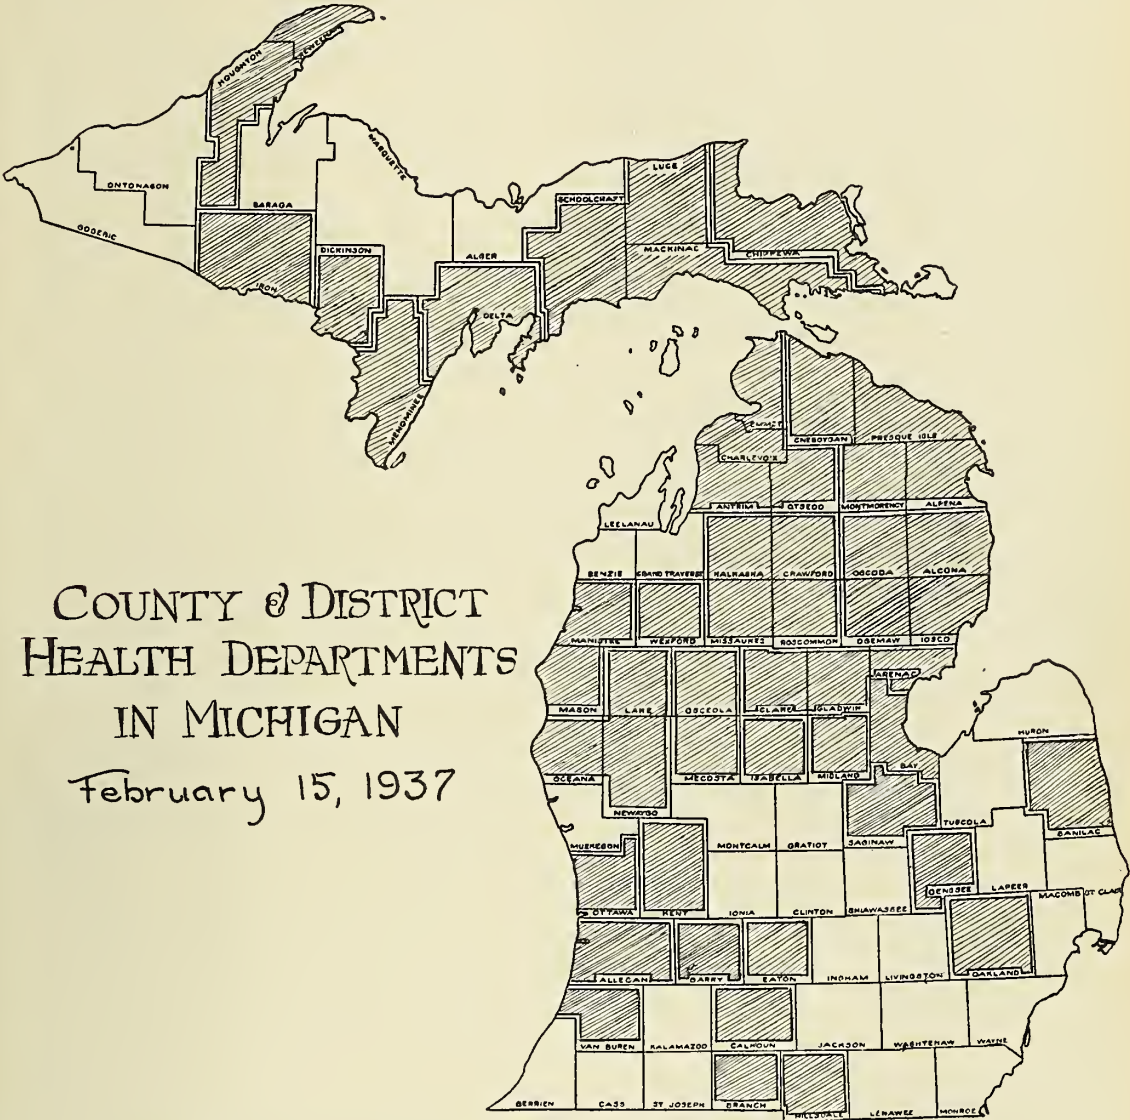 KEWEENAW
HOUGHTON
MARQUETTE
LUCE
ONTONAGON
BARAGA
SCHOOLCRAFT
GOGEBIC
DICKINSON
ALGER
MACKINAC
CHIPPEWA
IRON
DELTA
MENOMINEE
EMMET
CHEBOYGAN
PRESQUE ISLE
CHARLEVOIX
ANTRIM
OTSEGO
MONTMORENCY
ALPENA
LEELANAU
BENZIE
GRAND TRAVERSE
KALKASKA
CRAWFORD
OSCODA
ALCONA
COUNTY & DISTRICT
HEALTH DEPARTMENTS
IN MICHIGAN
February 15, 1937
MANISTEE
WEXFORD
MISSAUKEE
ROSCOMMON
OGEMAW
IOSCO
ARENAC
MASON
LAKE
OSCEOLA
CLARE
GLADWIN
HURON
OCEANA
MECOSTA
ISABELLA
MIDLAND
BAY
NEWAYGO
TUSCOLA
SANILAC
MUSKEGON
MONTCALM
GRATIOT
SAGINAW
GENESEE
LAPEER
MACOMB
ST CLAIR
OTTAWA
KENT
IONIA
CLINTON
SHIAWASSEE
ALLEGAN
BARRY
EATON
INGHAM
LIVINGSTON
OAKLAND
VAN BUREN
KALAMAZOO
CALHOUN
JACKSON
WASHTENAW
WAYNE
BERRIEN
CASS
ST JOSEPH
BRANCH
HILLSDALE
LENAWEE
MONROE